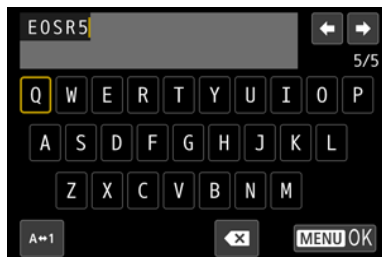 EOSR5
5/5
Q W E R T Y U I O P
A S D F G H J K L
Z X C V B N M
A↔1 MENU OK